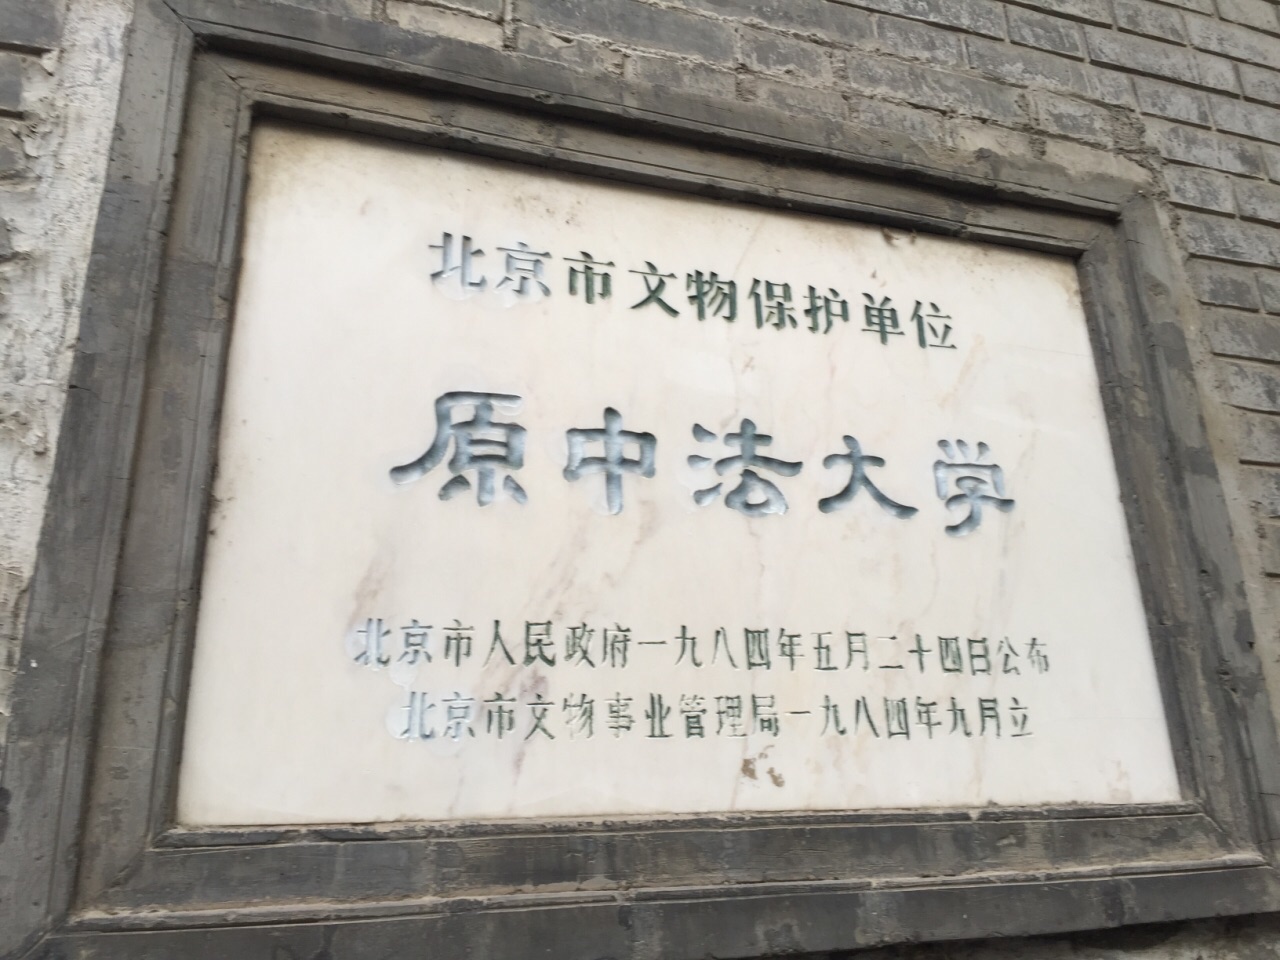 北京市文物保护单位
原中法大学
北京市人民政府一九八四年五月二十四日公布
北京市文物事业管理局一九八四年九月立